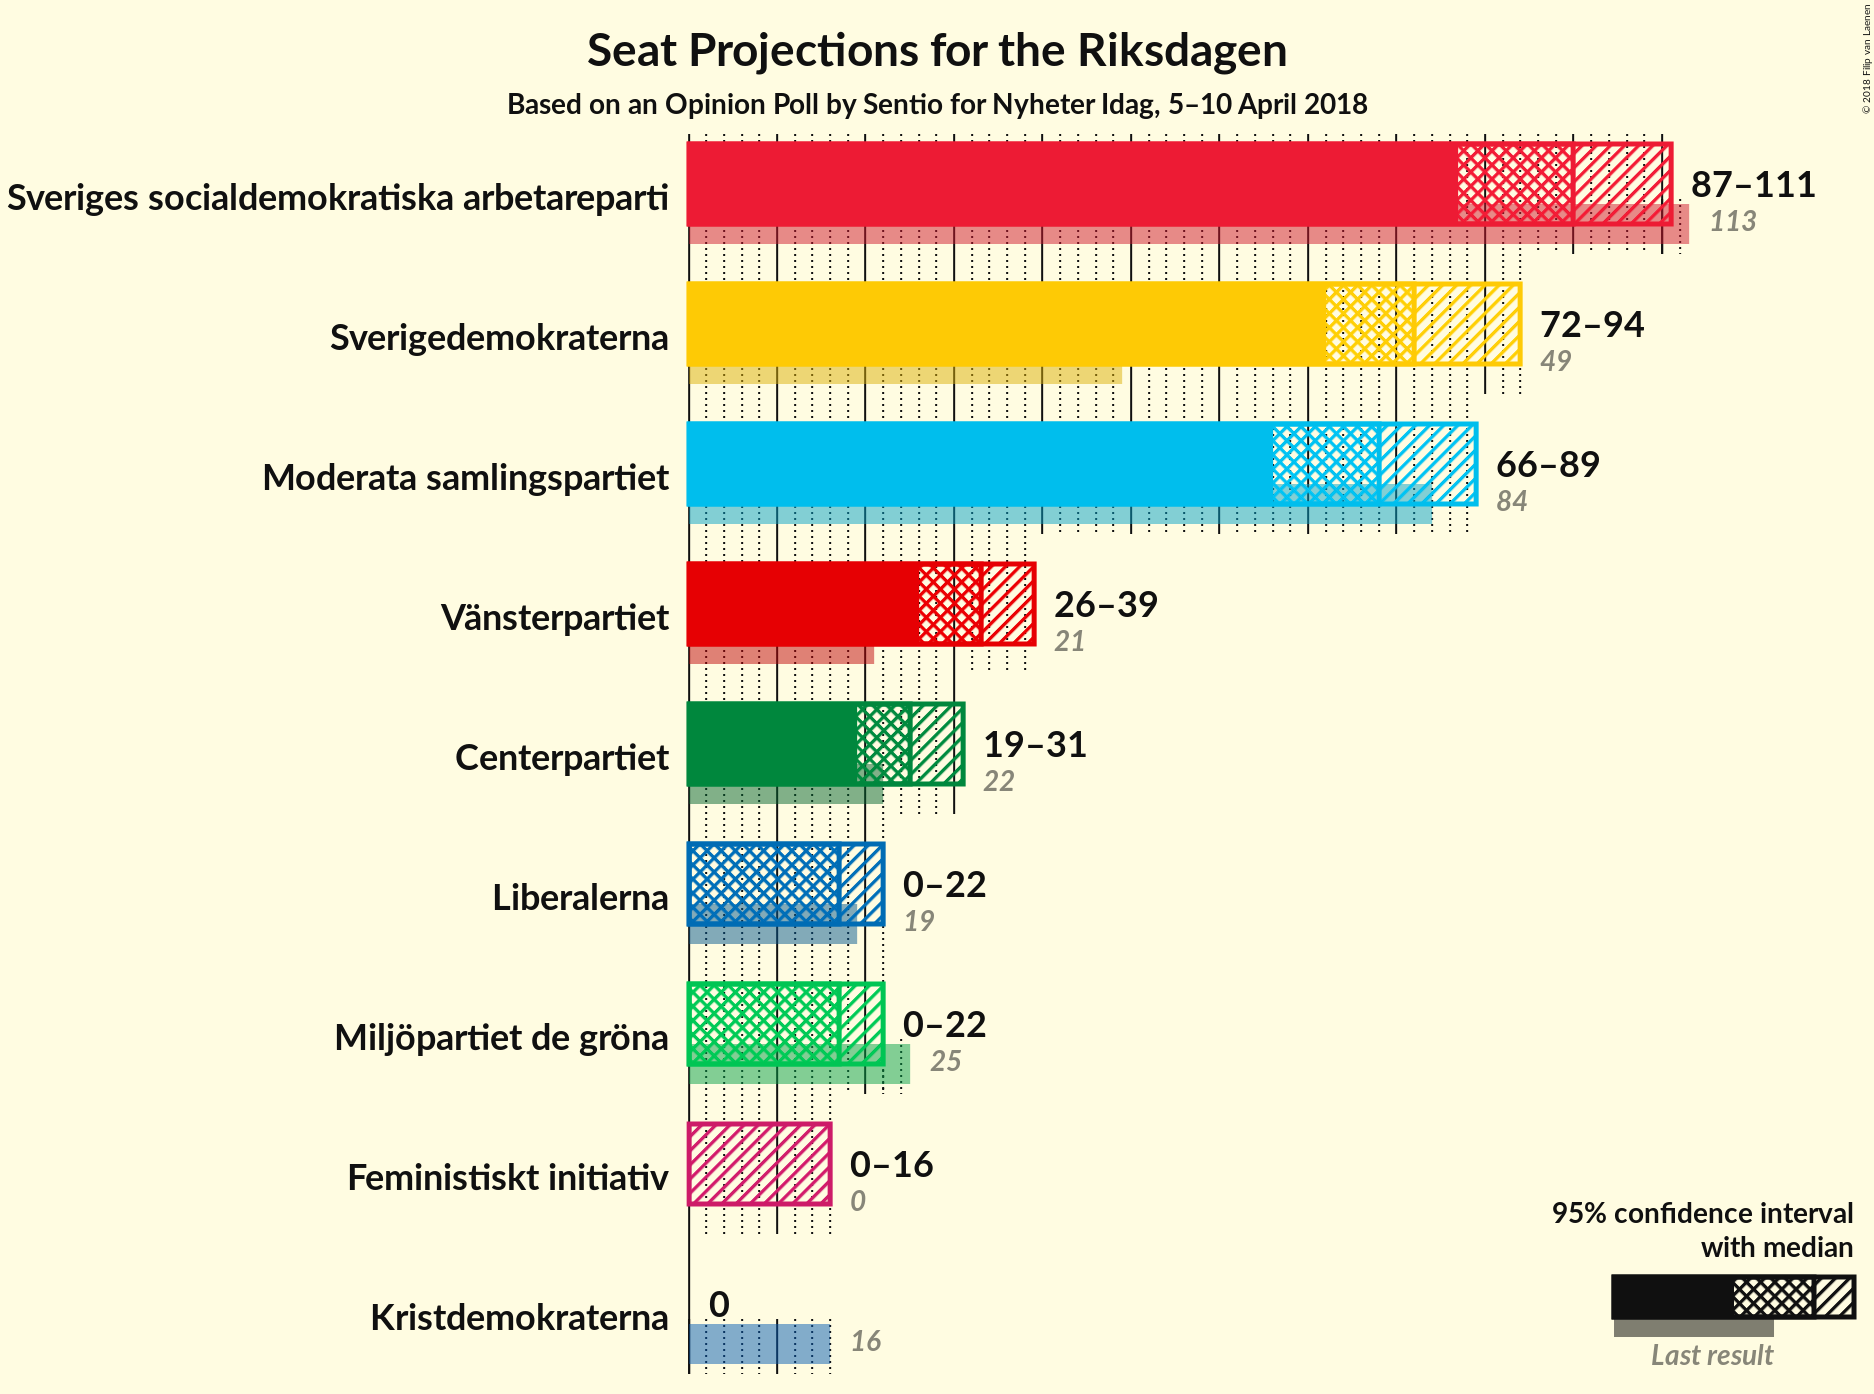 Seat Projections for the Riksdagen
Based on an Opinion Poll by Sentio for Nyheter Idag, 5–10 April 2018
© 2018 Filip van Laenen
Sveriges socialdemokratiska arbetareparti
87–111
113
Sverigedemokraterna
72–94
49
Moderata samlingspartiet
66–89
84
Vänsterpartiet
26–39
21
Centerpartiet
19–31
22
Liberalerna
0–22
19
Miljöpartiet de gröna
0–22
25
Feministiskt initiativ
0–16
0
Kristdemokraterna
0
16
95% confidence interval
with median
Last result